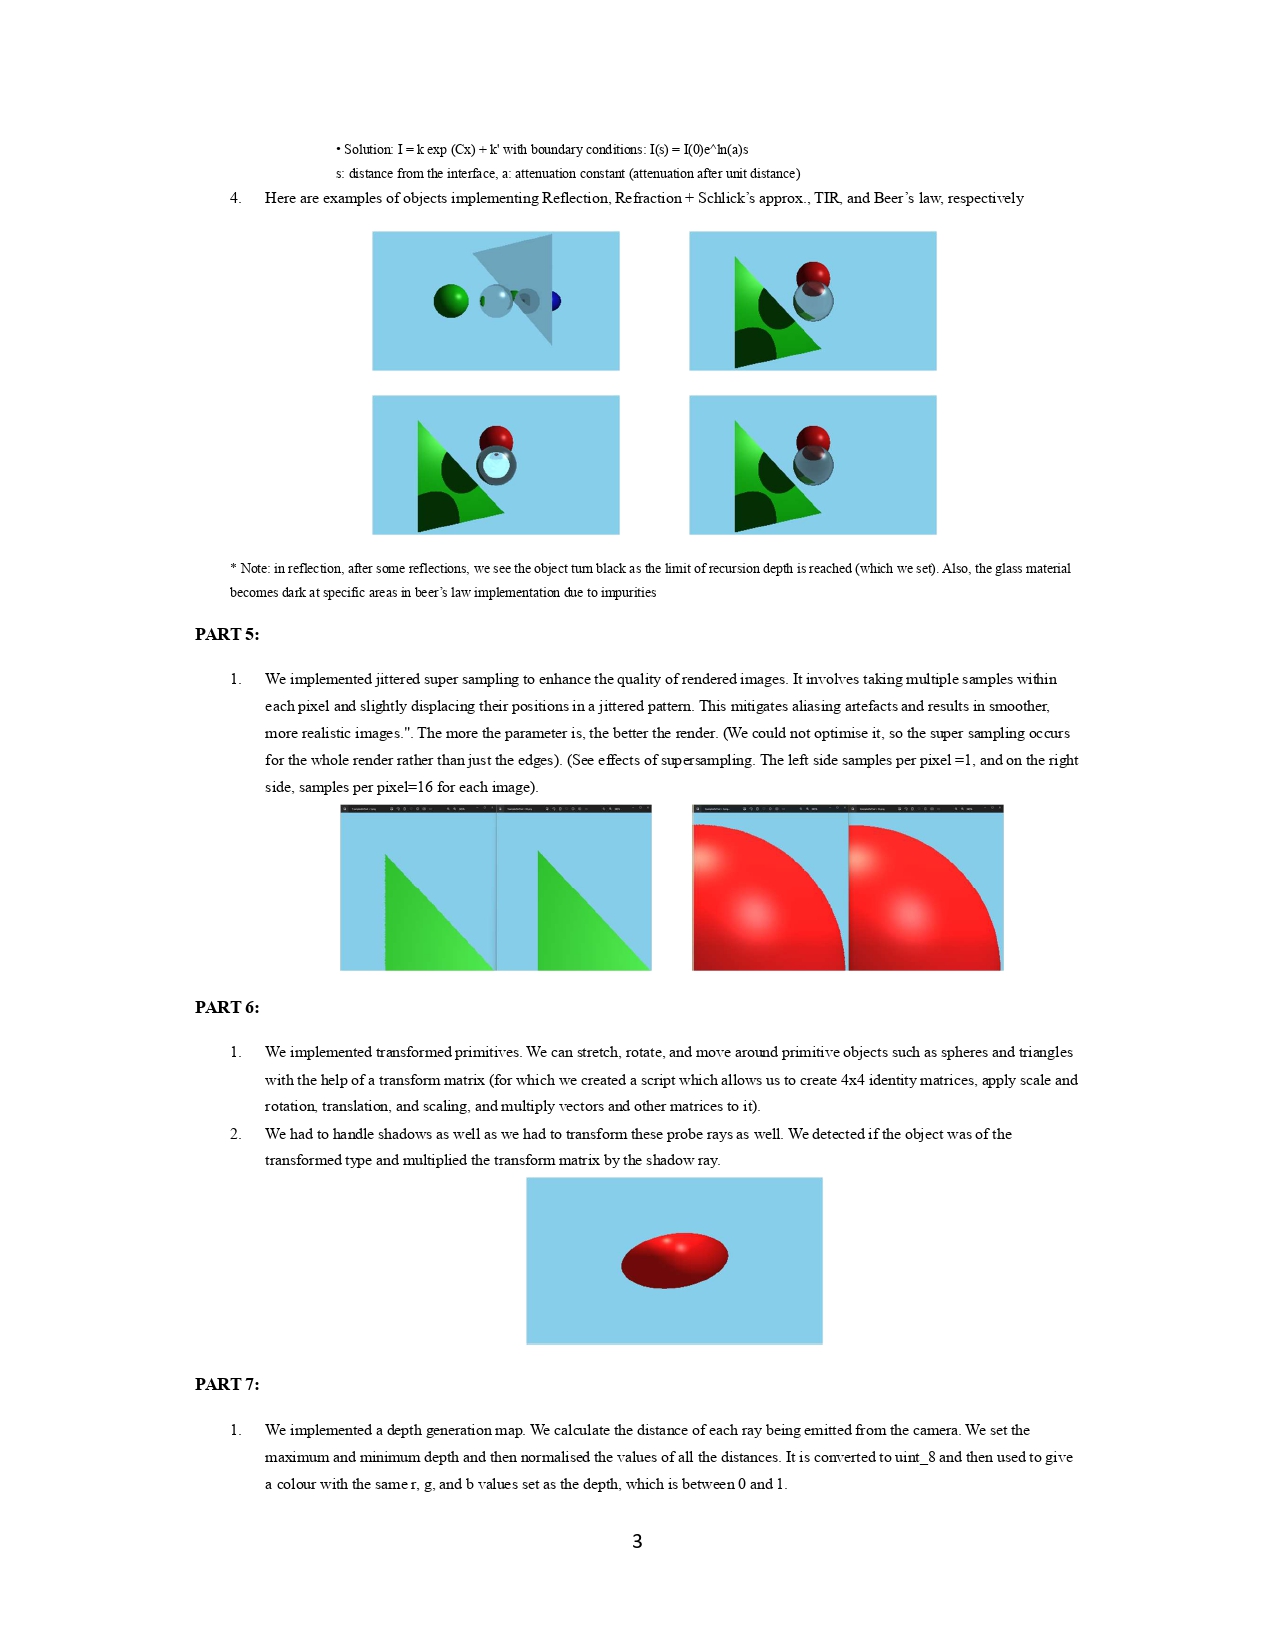 • Solution: I = k exp (Cx) + k' with boundary conditions: I(s) = I(0)e^ln(a)s
s: distance from the interface, a: attenuation constant (attenuation after unit distance)
4. Here are examples of objects implementing Reflection, Refraction + Schlick’s approx., TIR, and Beer’s law, respectively
* Note: in reflection, after some reflections, we see the object turn black as the limit of recursion depth is reached (which we set). Also, the glass material
becomes dark at specific areas in beer’s law implementation due to impurities
PART 5:
1. We implemented jittered super sampling to enhance the quality of rendered images. It involves taking multiple samples within
each pixel and slightly displacing their positions in a jittered pattern. This mitigates aliasing artefacts and results in smoother,
more realistic images.". The more the parameter is, the better the render. (We could not optimise it, so the super sampling occurs
for the whole render rather than just the edges). (See effects of supersampling. The left side samples per pixel =1, and on the right
side, samples per pixel=16 for each image).
PART 6:
1. We implemented transformed primitives. We can stretch, rotate, and move around primitive objects such as spheres and triangles
with the help of a transform matrix (for which we created a script which allows us to create 4x4 identity matrices, apply scale and
rotation, translation, and scaling, and multiply vectors and other matrices to it).
2. We had to handle shadows as well as we had to transform these probe rays as well. We detected if the object was of the
transformed type and multiplied the transform matrix by the shadow ray.
PART 7:
1. We implemented a depth generation map. We calculate the distance of each ray being emitted from the camera. We set the
maximum and minimum depth and then normalised the values of all the distances. It is converted to uint_8 and then used to give
a colour with the same r, g, and b values set as the depth, which is between 0 and 1.
3